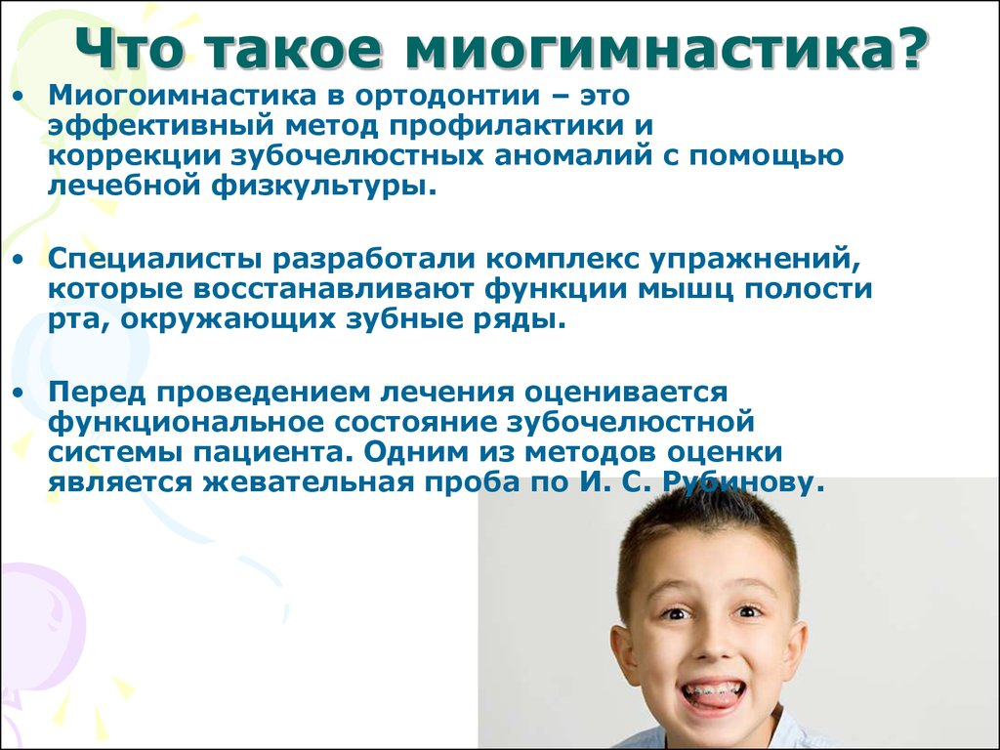 Что такое миогимнастика?
• Миогоимнастика в ортодонтии – это
эффективный метод профилактики и
коррекции зубочелюстных аномалий с помощью
лечебной физкультуры.
• Специалисты разработали комплекс упражнений,
которые восстанавливают функции мышц полости
рта, окружающих зубные ряды.
• Перед проведением лечения оценивается
функциональное состояние зубочелюстной
системы пациента. Одним из методов оценки
является жевательная проба по И. С. Рубинову.